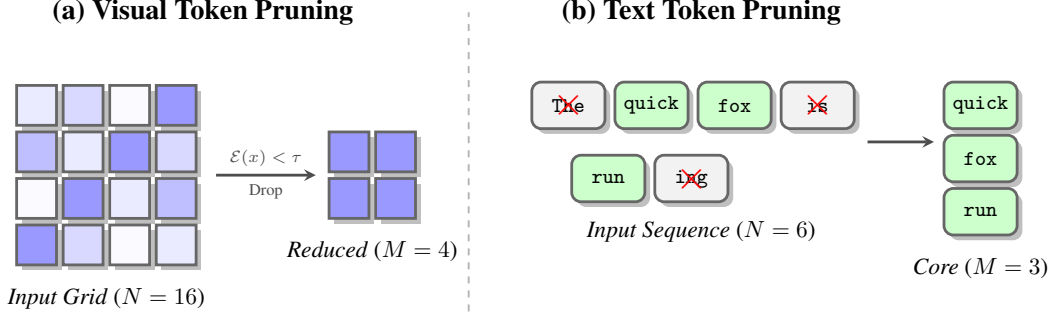 (a) Visual Token Pruning
ℰ(x) < τ
Drop
Reduced (M = 4)
Input Grid (N = 16)
(b) Text Token Pruning
The quick fox is
run ing
Input Sequence (N = 6)
quick
fox
run
Core (M = 3)